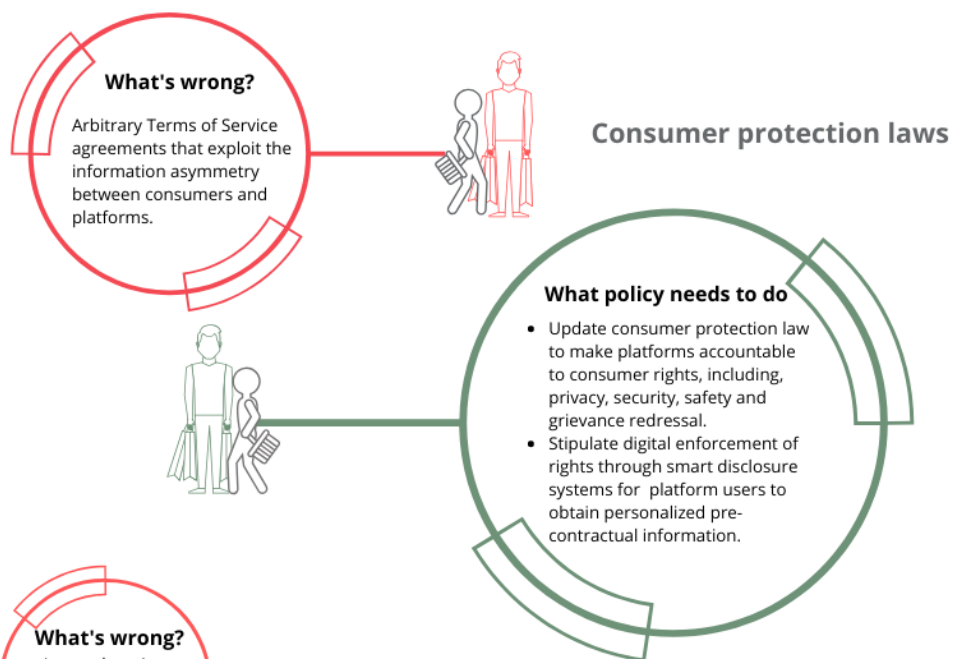 What's wrong?
Arbitrary Terms of Service
agreements that exploit the
information asymmetry
between consumers and
platforms.
Consumer protection laws
What policy needs to do
• Update consumer protection law
to make platforms accountable
to consumer rights, including,
privacy, security, safety and
grievance redressal.
• Stipulate digital enforcement of
rights through smart disclosure
systems for platform users to
obtain personalized pre-
contractual information.
What's wrong?